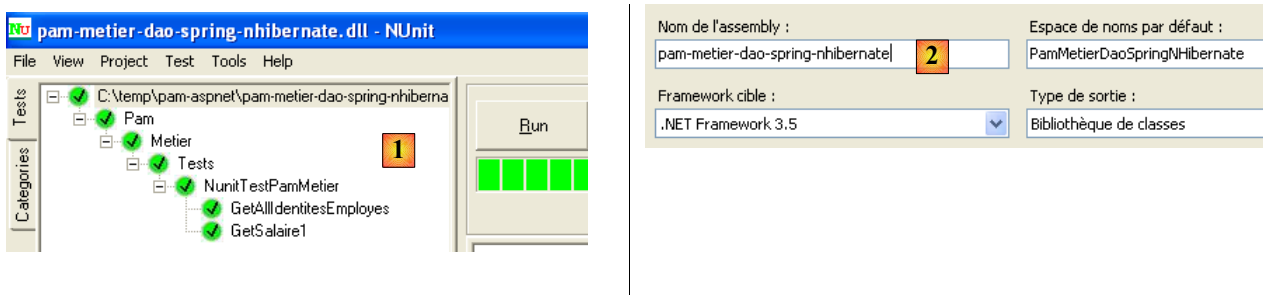 NU pam-metier-dao-spring-nhibernate.dll - NUnit
File View Project Test Tools Help
Tests
Categories
C:\temp\pam-aspnet\pam-metier-dao-spring-nhiberna
Pam
Metier
Tests
NunitTestPamMetier
GetAllIdentitesEmployes
GetSalaire1
1
Run
Nom de l'assembly :
pam-metier-dao-spring-nhibernate
2
Espace de noms par défaut :
PamMetierDaoSpringNHibernate
Framework cible :
.NET Framework 3.5
Type de sortie :
Bibliothèque de classes